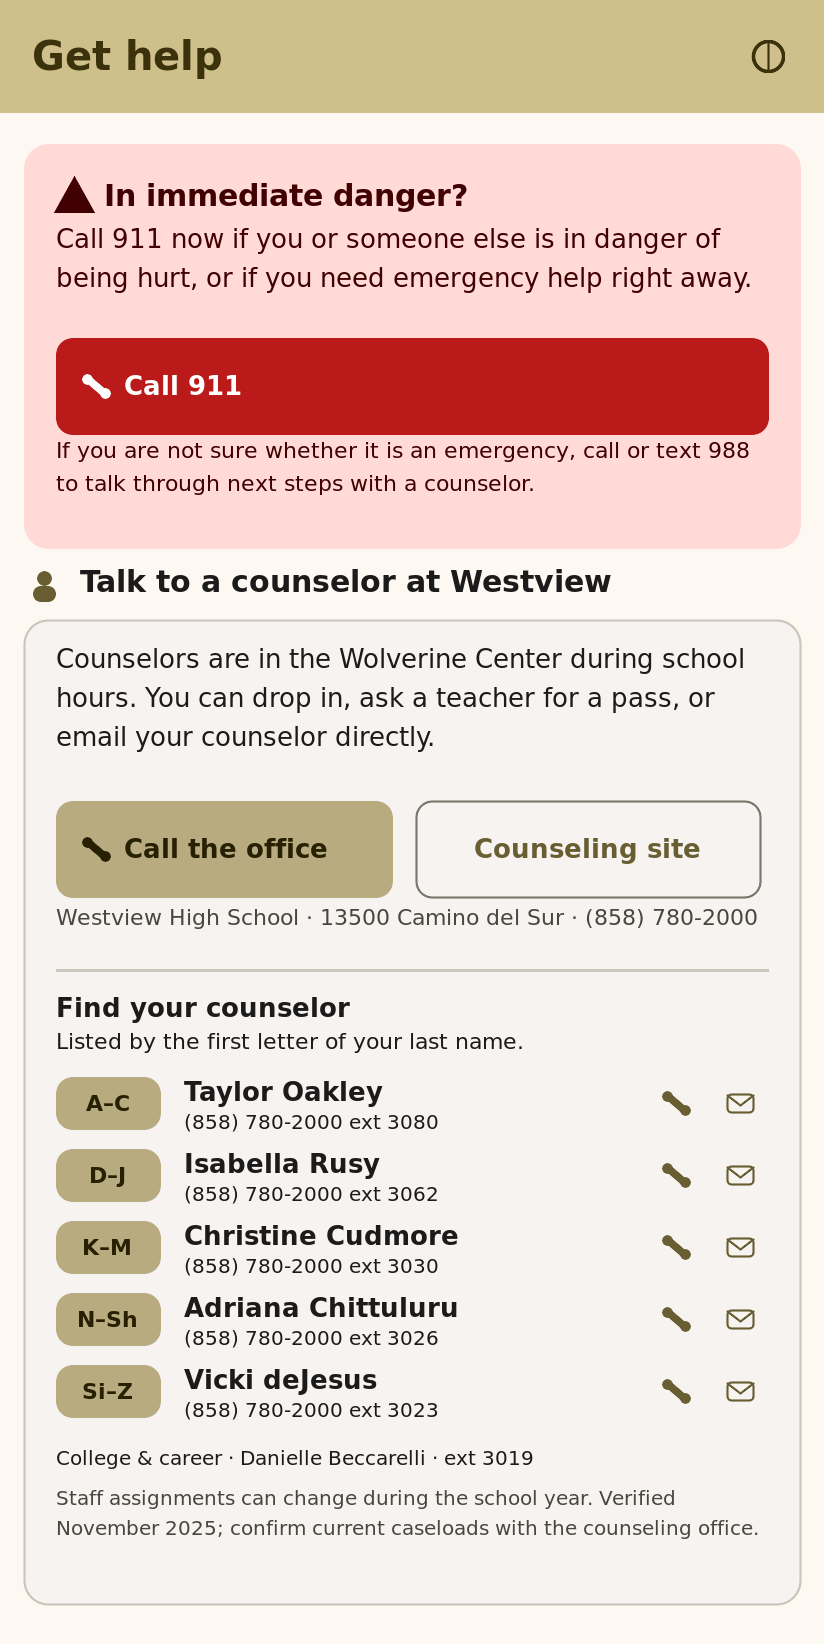 Get help
In immediate danger?
Call 911 now if you or someone else is in danger of
being hurt, or if you need emergency help right away.
Call 911
If you are not sure whether it is an emergency, call or text 988
to talk through next steps with a counselor.
Talk to a counselor at Westview
Counselors are in the Wolverine Center during school
hours. You can drop in, ask a teacher for a pass, or
email your counselor directly.
Call the office
Counseling site
Westview High School · 13500 Camino del Sur · (858) 780-2000
Find your counselor
Listed by the first letter of your last name.
A–C
Taylor Oakley
(858) 780-2000 ext 3080
D–J
Isabella Rusy
(858) 780-2000 ext 3062
K–M
Christine Cudmore
(858) 780-2000 ext 3030
N–Sh
Adriana Chittuluru
(858) 780-2000 ext 3026
Si–Z
Vicki deJesus
(858) 780-2000 ext 3023
College & career · Danielle Beccarelli · ext 3019
Staff assignments can change during the school year. Verified
November 2025; confirm current caseloads with the counseling office.